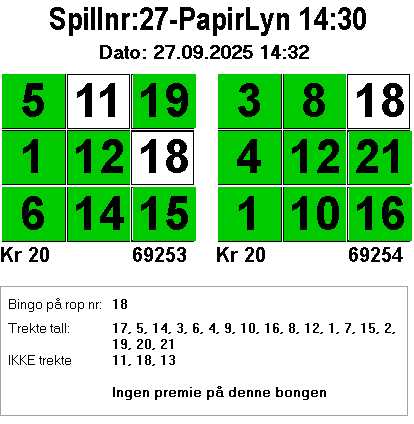 Spillnr:27-PapirLyn 14:30
Dato: 27.09.2025 14:32
5 11 19 3 8 18
1 12 18 4 12 21
6 14 15 1 10 16
Kr 20 69253 Kr 20 69254
Bingo på rop nr: 18
Trekte tall: 17, 5, 14, 3, 6, 4, 9, 10, 16, 8, 12, 1, 7, 15, 2,
19, 20, 21
IKKE trekte 11, 18, 13
Ingen premie på denne bongen